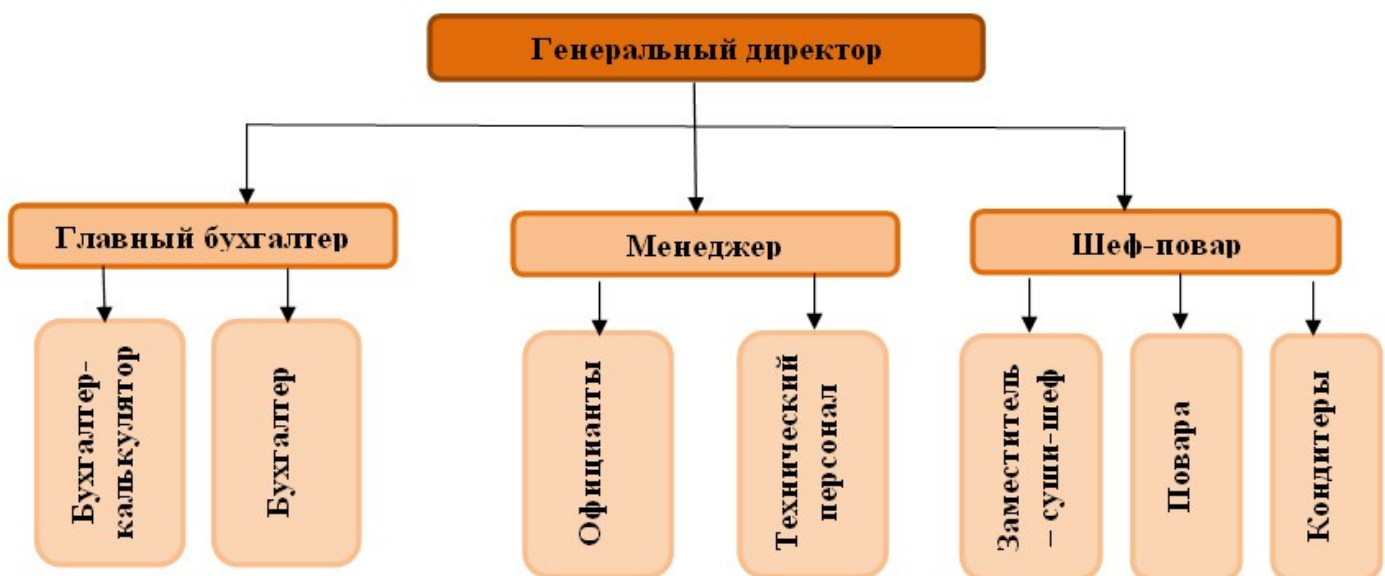 Генеральный директор
Главный бухгалтер
Менеджер
Шеф-повар
Бухгалтер-
калькулятор
Бухгалтер
Официанты
Технический
персонал
Заместитель
– суши-шеф
Повара
Кондитеры